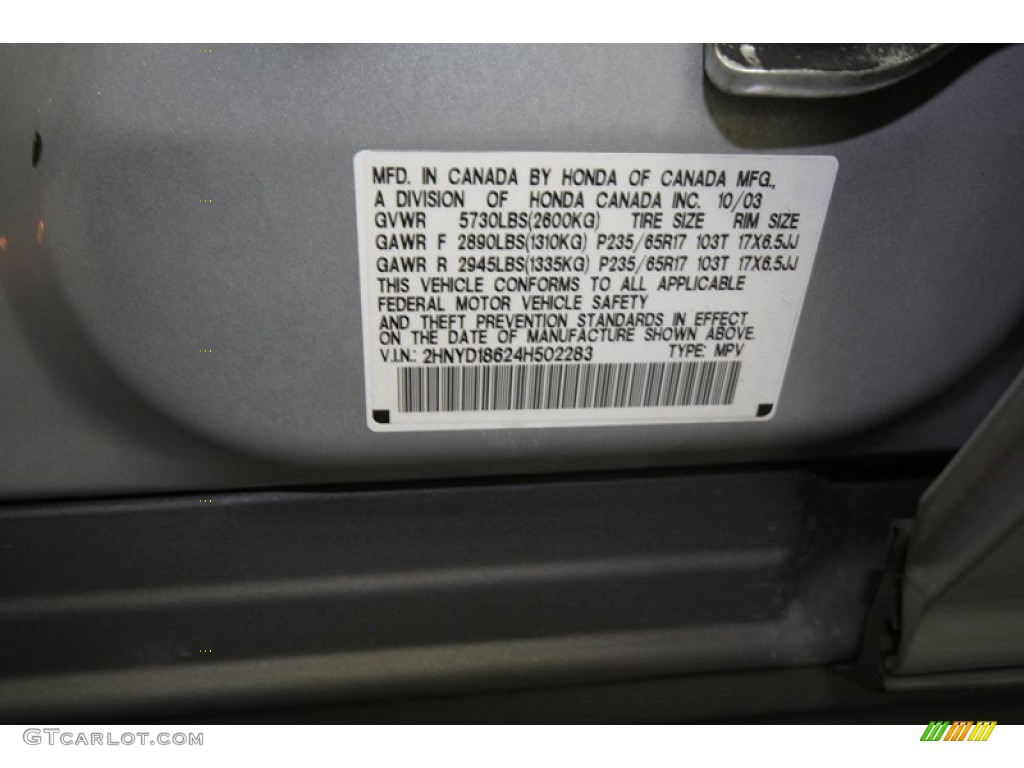 MFD. IN CANADA BY HONDA OF CANADA MFG.,
A DIVISION OF HONDA CANADA INC. 10/03
GVWR 5730LBS(2600KG) TIRE SIZE RIM SIZE
GAWR F 2890LBS(1310KG) P235/65R17 103T 17X6.5JJ
GAWR R 2945LBS(1335KG) P235/65R17 103T 17X6.5JJ
THIS VEHICLE CONFORMS TO ALL APPLICABLE
FEDERAL MOTOR VEHICLE SAFETY
AND THEFT PREVENTION STANDARDS IN EFFECT
ON THE DATE OF MANUFACTURE SHOWN ABOVE.
V.I.N.: 2HNYD18624H502283 TYPE: MPV
GTCARLOT.COM